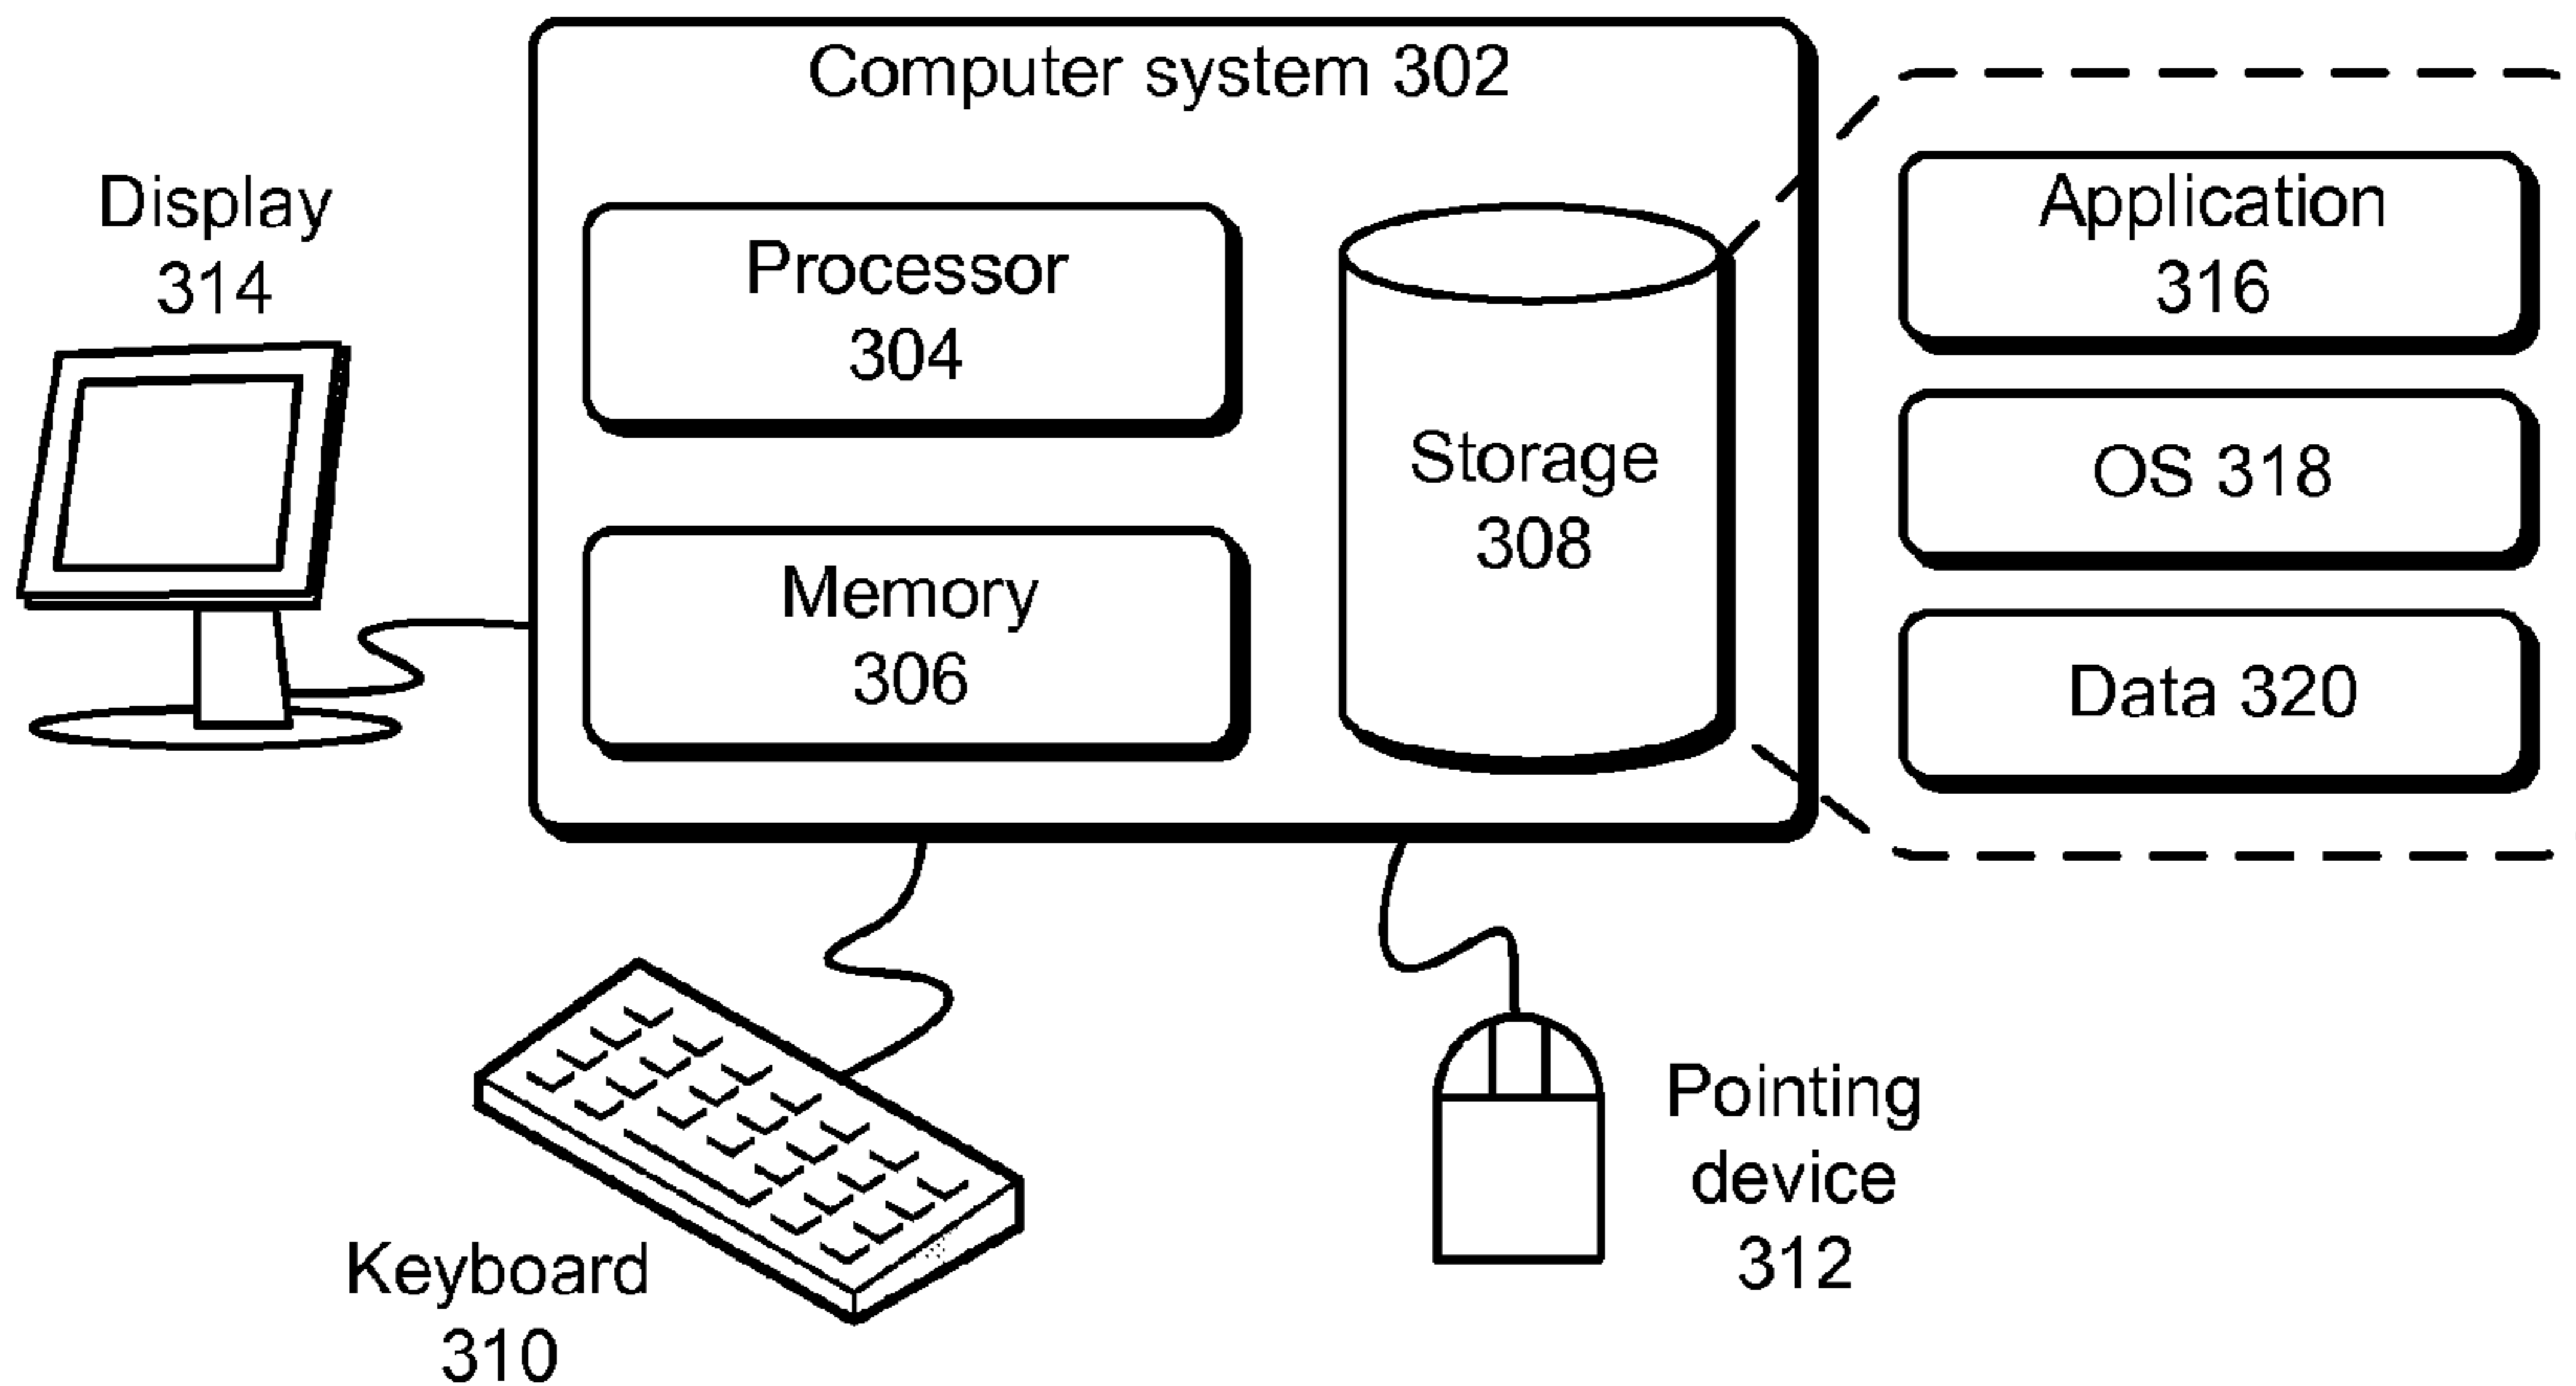 Computer system 302
Display
314
Processor
304
Memory
306
Storage
308
Application
316
OS 318
Data 320
Keyboard
310
Pointing
device
312